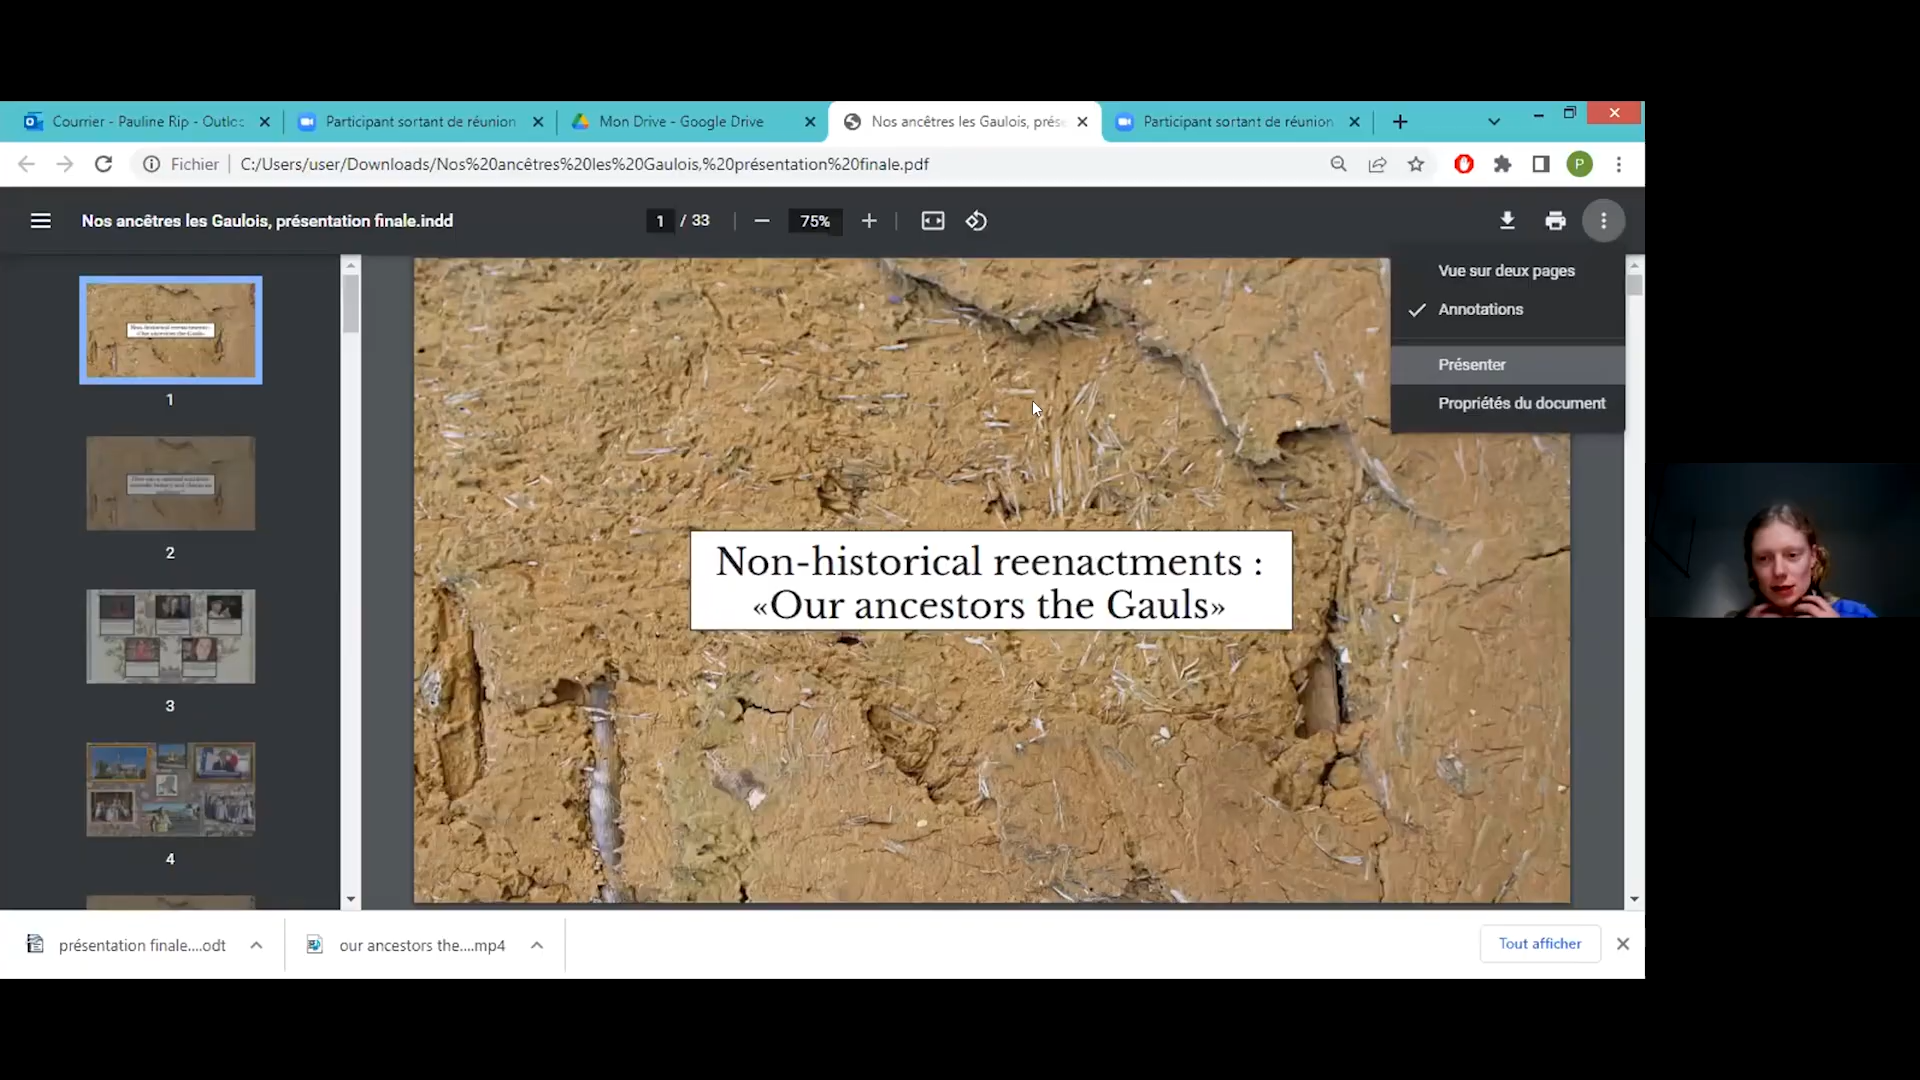 Courrier - Pauline Rip - Outlo
Participant sortant de réunion
Mon Drive - Google Drive
Nos ancêtres les Gaulois, prés
Participant sortant de réunion
Fichier
C:/Users/user/Downloads/Nos%20ancêtres%20les%20Gaulois,%20présentation%20finale.pdf
P
Nos ancêtres les Gaulois, présentation finale.indd
1 / 33
75%
Vue sur deux pages
Annotations
Présenter
Propriétés du document
1
2
3
4
Non-historical reenactments :
«Our ancestors the Gauls»
présentation finale....odt
our ancestors the....mp4
Tout afficher